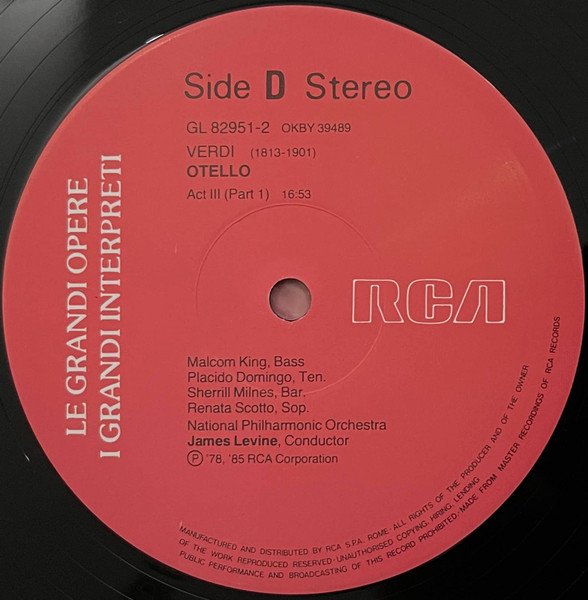 Side D Stereo
GL 82951-2 OKBY 39489
VERDI (1813-1901)
OTELLO
Act III (Part 1) 16:53
LE GRANDI OPERE
I GRANDI INTERPRETI
RCA
Malcom King, Bass
Placido Domingo, Ten.
Sherrill Milnes, Bar.
Renata Scotto, Sop.
National Philharmonic Orchestra
James Levine, Conductor
Ⓟ '78, '85 RCA Corporation
MANUFACTURED AND DISTRIBUTED BY RCA S.P.A. ROME. ALL RIGHTS OF THE PRODUCER AND OF THE OWNER
OF THE WORK REPRODUCED RESERVED·UNAUTHORISED COPYING, HIRING, LENDING
PUBLIC PERFORMANCE AND BROADCASTING OF THIS RECORD PROHIBITED·MADE FROM MASTER RECORDINGS OF RCA RECORDS